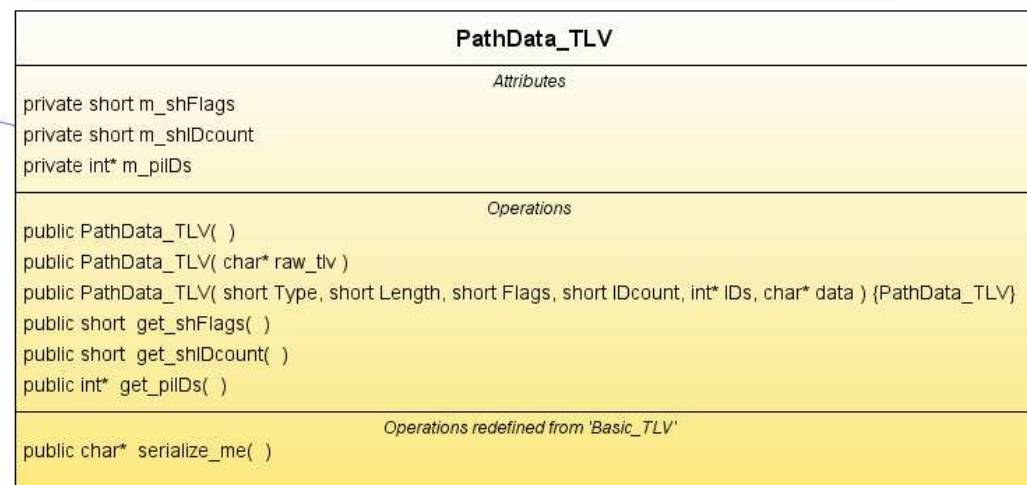 PathData_TLV
Attributes
private short m_shFlags
private short m_shIDcount
private int* m_piIDs
Operations
public PathData_TLV( )
public PathData_TLV( char* raw_tlv )
public PathData_TLV( short Type, short Length, short Flags, short IDcount, int* IDs, char* data ) {PathData_TLV}
public short get_shFlags( )
public short get_shIDcount( )
public int* get_piIDs( )
Operations redefined from 'Basic_TLV'
public char* serialize_me( )